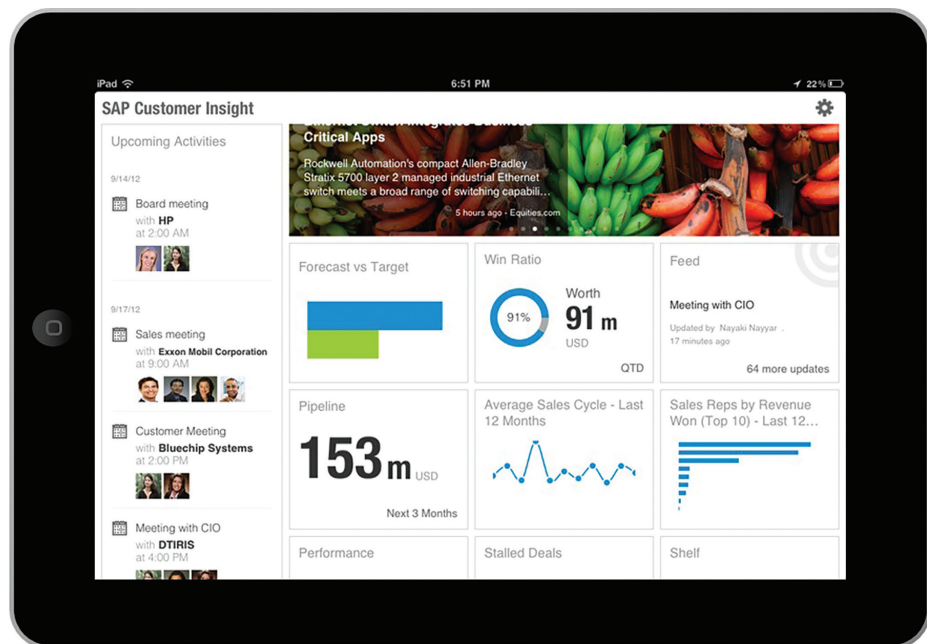 iPad
6:51 PM
22%
SAP Customer Insight
Upcoming Activities
9/14/12
Board meeting
with HP
at 2:00 AM
9/17/12
Sales meeting
with Exxon Mobil Corporation
at 9:00 AM
Customer Meeting
with Bluechip Systems
at 2:00 PM
Meeting with CIO
with DTIRIS
at 4:00 PM
Ethernet Switch Integrates Business
Critical Apps
Rockwell Automation's compact Allen-Bradley
Stratix 5700 layer 2 managed industrial Ethernet
switch meets a broad range of switching capabili...
5 hours ago - Equities.com
Forecast vs Target
Win Ratio
91%
Worth
91 m
USD
QTD
Feed
Meeting with CIO
Updated by Nayaki Nayyar .
17 minutes ago
64 more updates
Pipeline
153 m USD
Next 3 Months
Average Sales Cycle - Last
12 Months
Sales Reps by Revenue
Won (Top 10) - Last 12...
Performance
Stalled Deals
Shelf